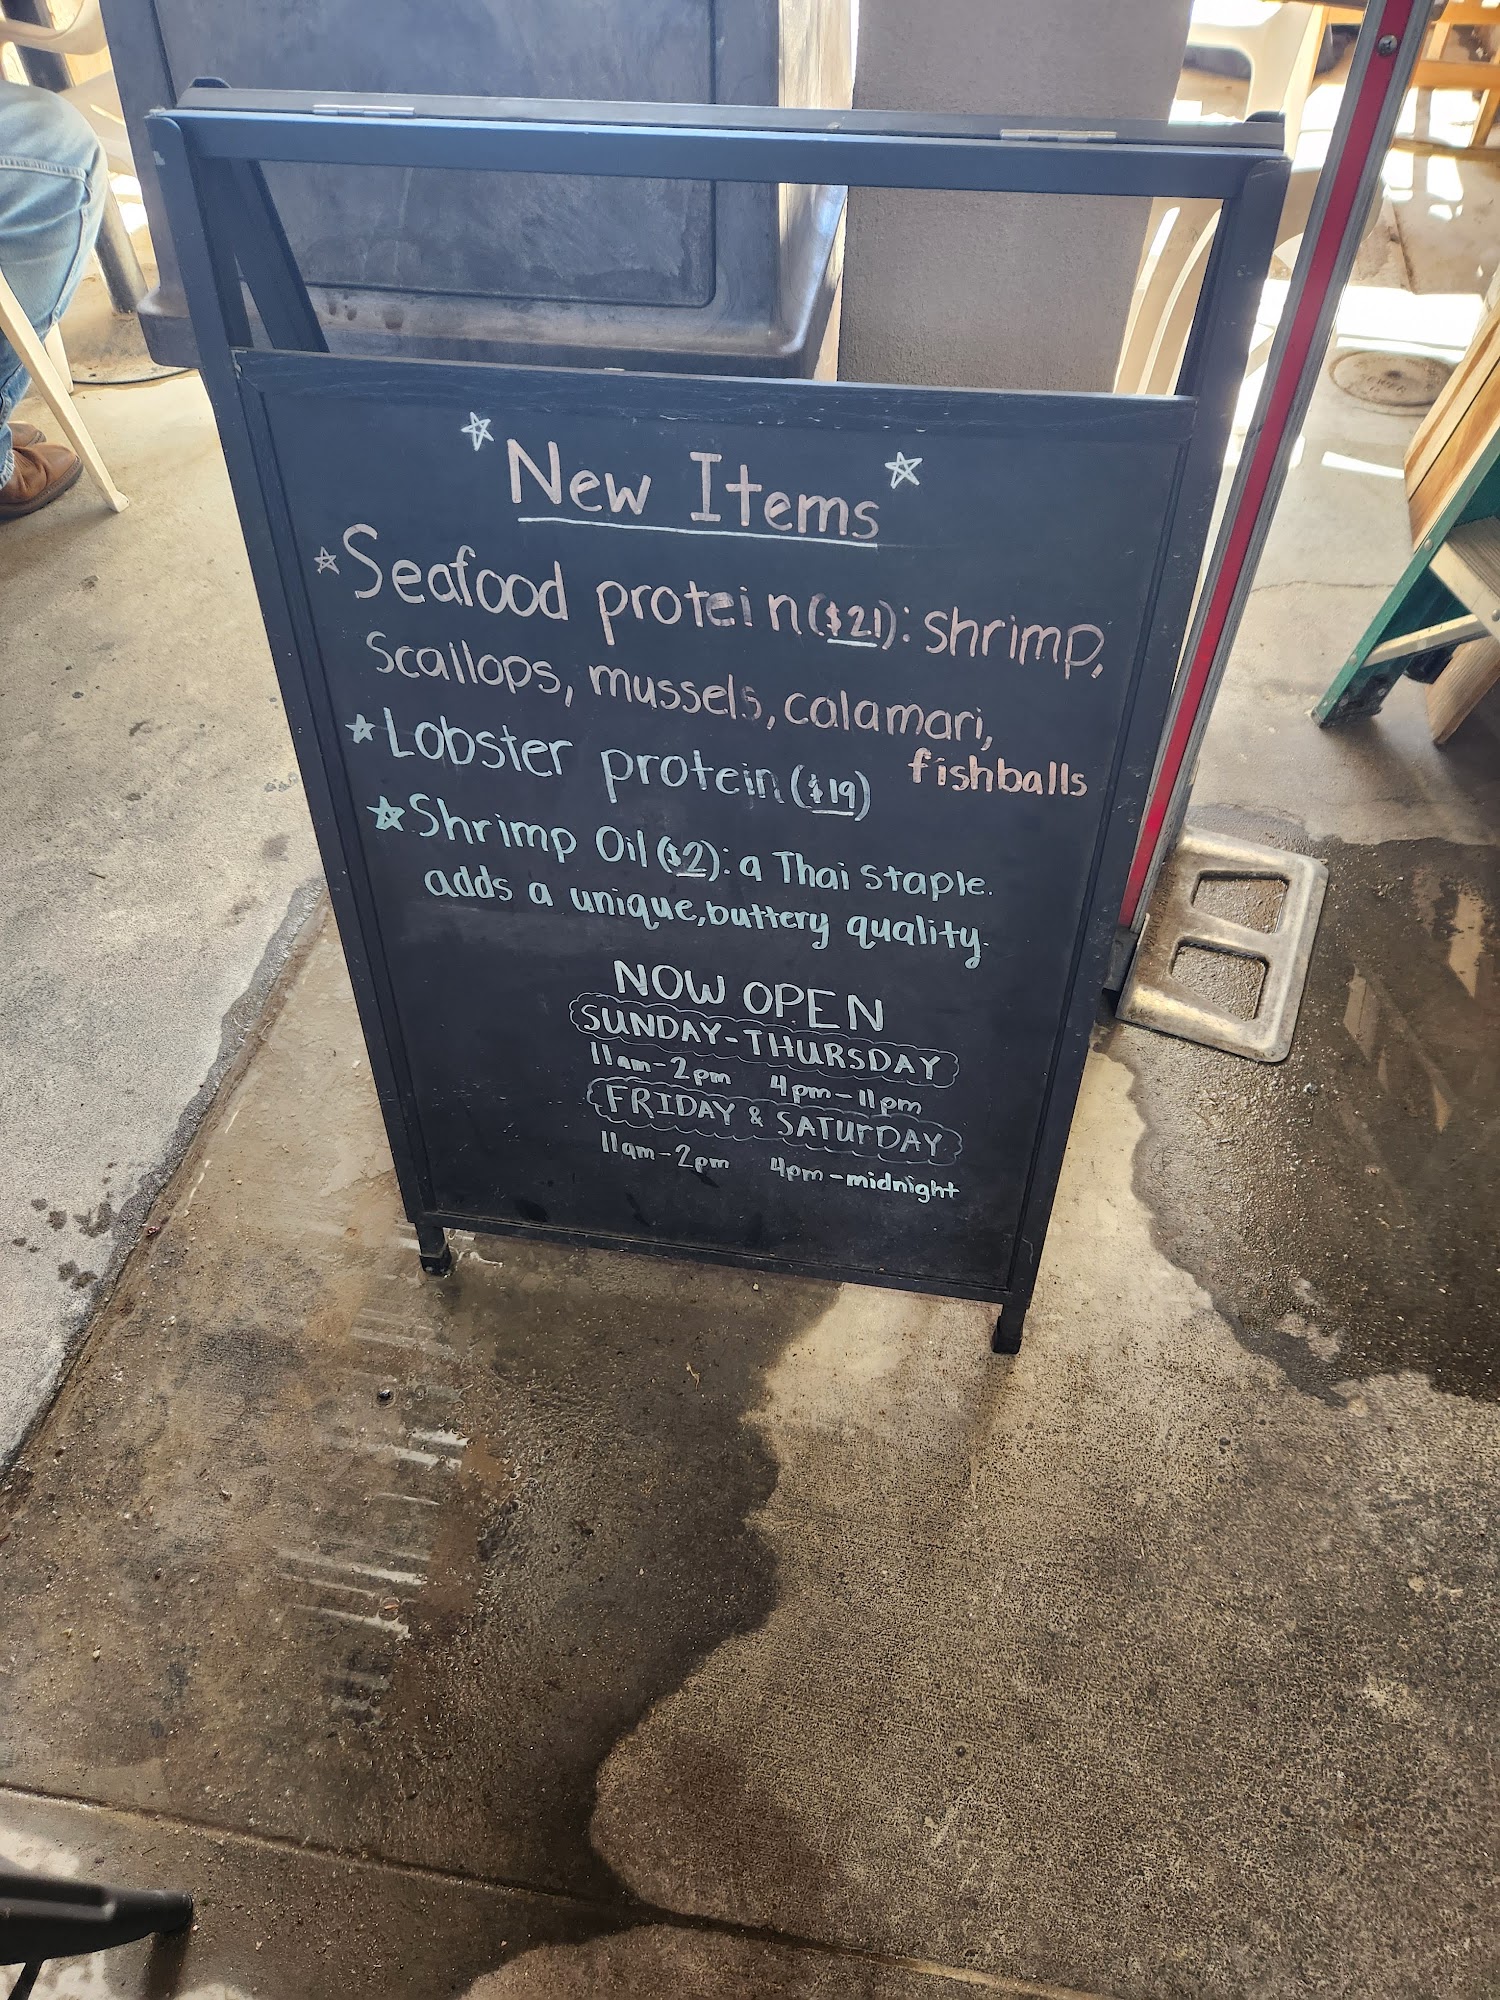 New Items
Seafood protein ($21): shrimp,
Scallops, mussels, calamari,
fishballs
Lobster protein ($19)
Shrimp Oil ($2): a Thai staple.
adds a unique, buttery quality.
NOW OPEN
SUNDAY-THURSDAY
11am-2pm 4pm-11pm
FRIDAY & SATURDAY
11am-2pm 4pm-midnight